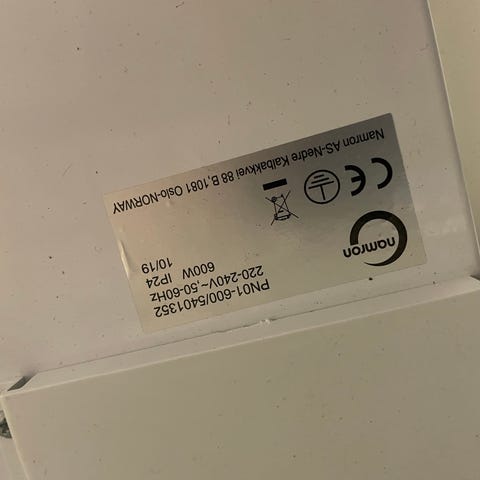 namron
PN01-600/5401352
220-240V~,50-60Hz
600W IP24
10/19
CE
Namron AS-Nedre Kalbakkvei 88 B,1081 Oslo-NORWAY